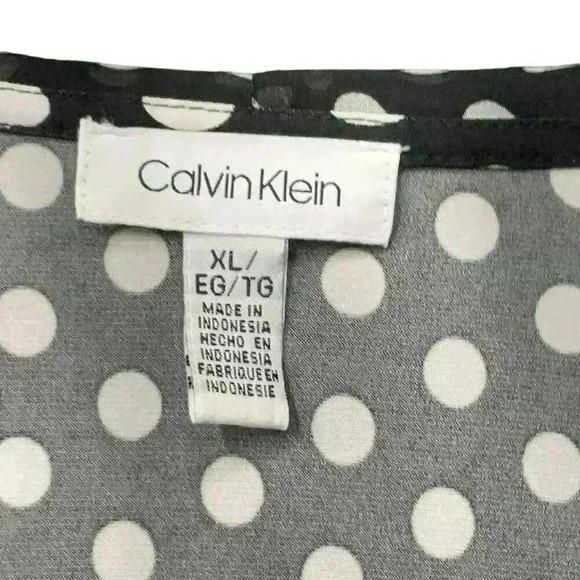 Calvin Klein
XL/
EG/TG
MADE IN
INDONESIA
HECHO EN
INDONESIA
FABRIQUE EN
INDONESIE